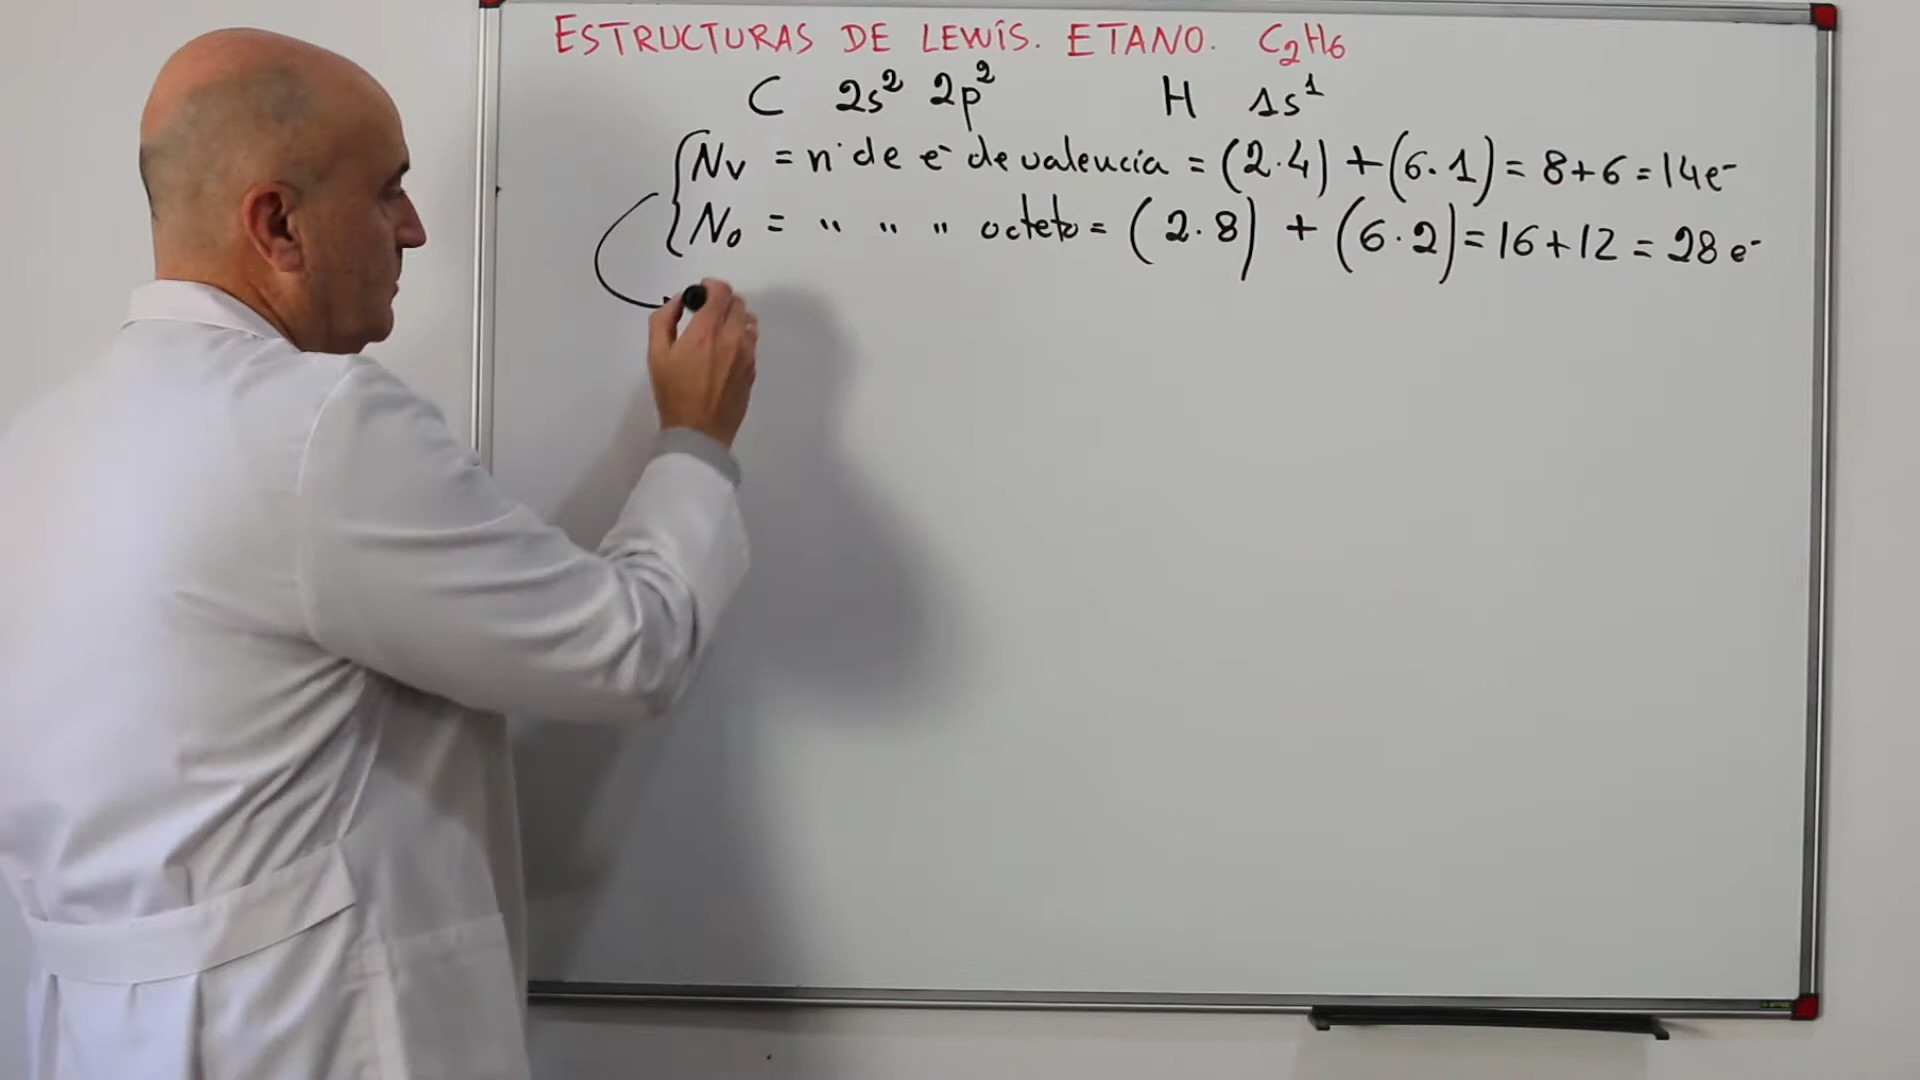 ESTRUCTURAS DE LEWIS. ETANO. C₂H₆
C 2s² 2p² H 1s¹
Nv = nº de e⁻ de valencia = (2·4) + (6·1) = 8+6 = 14e⁻
No = " " " octeto = (2·8) + (6·2) = 16+12 = 28 e⁻